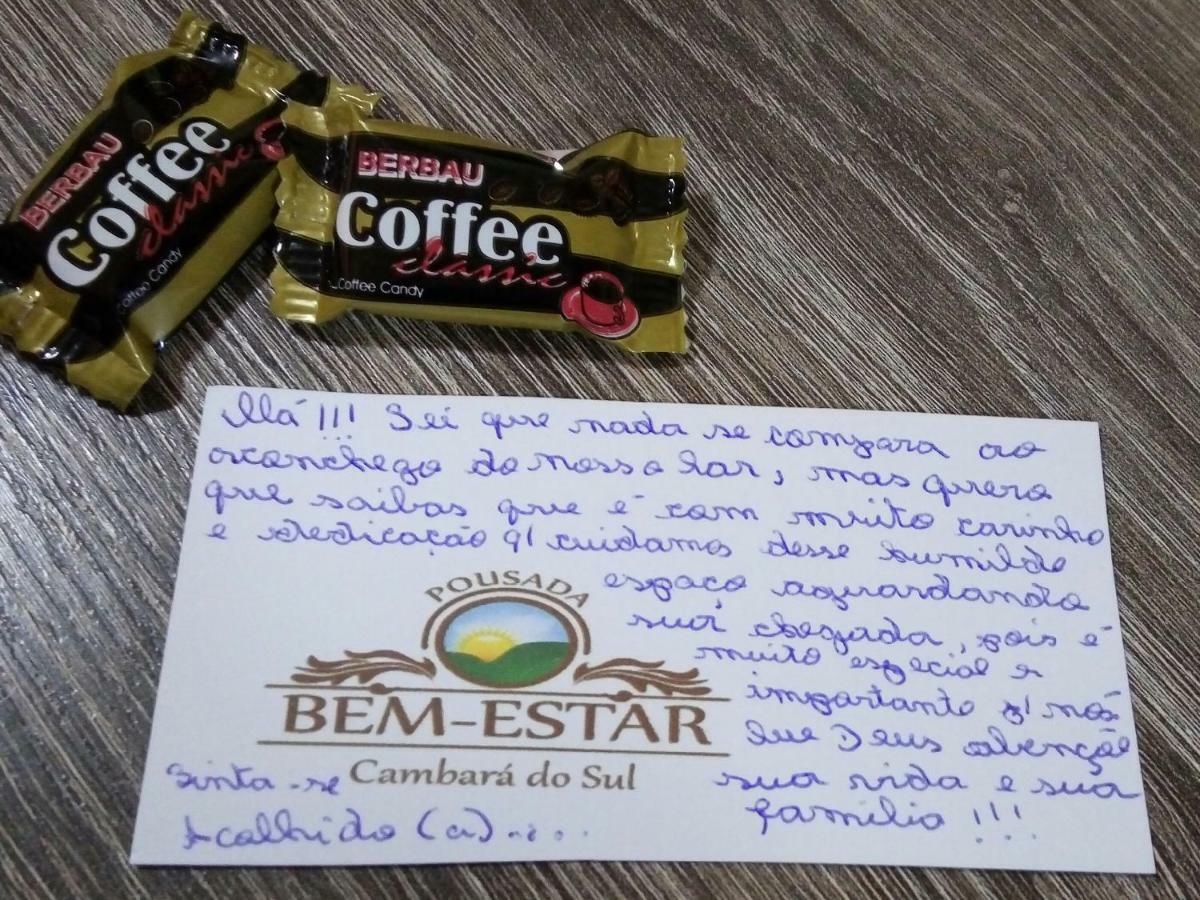 BERBAU
Coffee
classic
Coffee Candy
BERBAU
Coffee
classic
Coffee Candy
Olá!!! Sei que nada se compara ao
aconchego do nosso lar, mas quero
que saibas que é com muito carinho
e dedicação q' cuidamos desse humilde
espaço aguardando
sua chegada, pois é
muito especial e
importante p' nós
Que Deus abençõe
sua vida e sua
família!!!
POUSADA
BEM-ESTAR
Cambará do Sul
Sinta-se
Acolhido (a)....